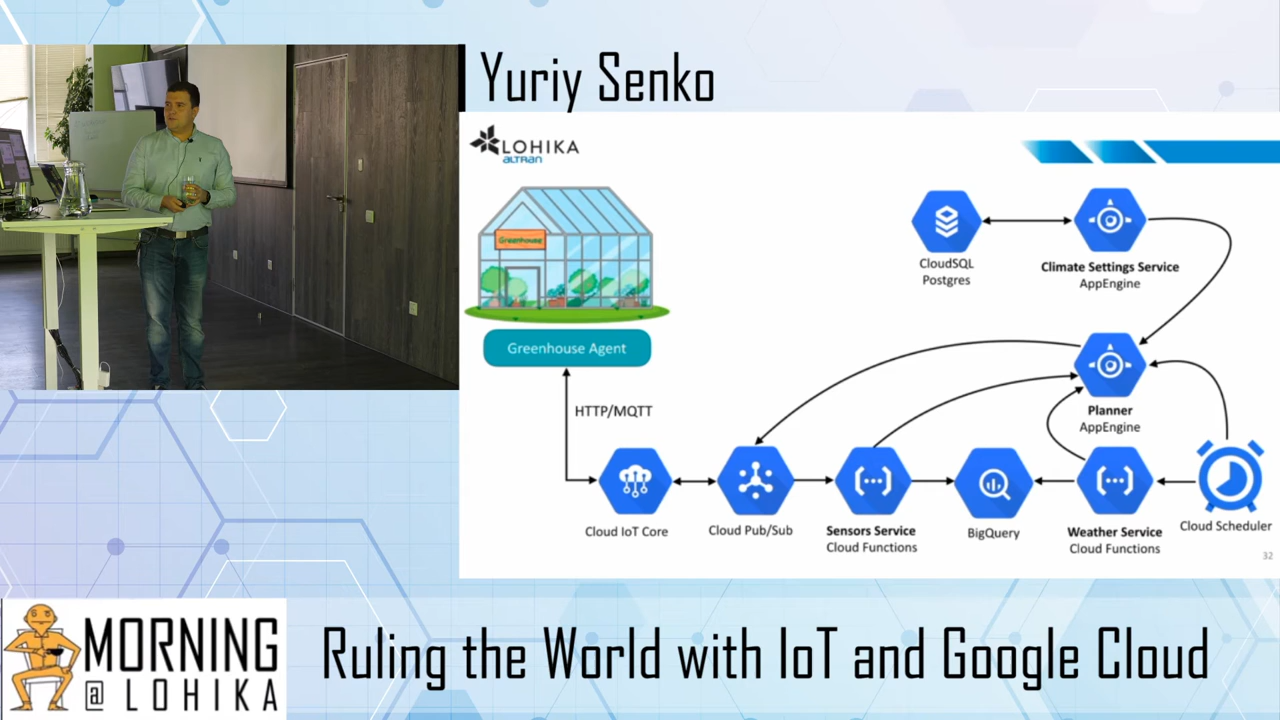 Yuriy Senko
LOHIKA
altran
Greenhouse
Greenhouse Agent
HTTP/MQTT
CloudSQL
Postgres
Climate Settings Service
AppEngine
Planner
AppEngine
Cloud IoT Core
Cloud Pub/Sub
Sensors Service
Cloud Functions
BigQuery
Weather Service
Cloud Functions
Cloud Scheduler
32
MORNING
@ LOHIKA
Ruling the World with IoT and Google Cloud